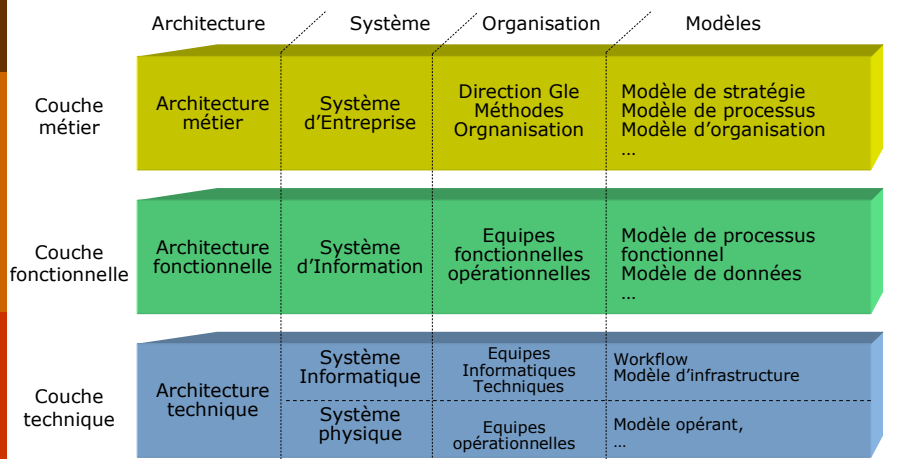 Architecture
Système
Organisation
Modèles
Couche
métier
Architecture
métier
Système
d'Entreprise
Direction Gle
Méthodes
Orgnanisation
Modèle de stratégie
Modèle de processus
Modèle d'organisation
...
Couche
fonctionnelle
Architecture
fonctionnelle
Système
d'Information
Equipes
fonctionnelles
opérationnelles
Modèle de processus
fonctionnel
Modèle de données
...
Couche
technique
Architecture
technique
Système
Informatique
Equipes
Informatiques
Techniques
Workflow
Modèle d'infrastructure
Système
physique
Equipes
opérationnelles
Modèle opérant,
...